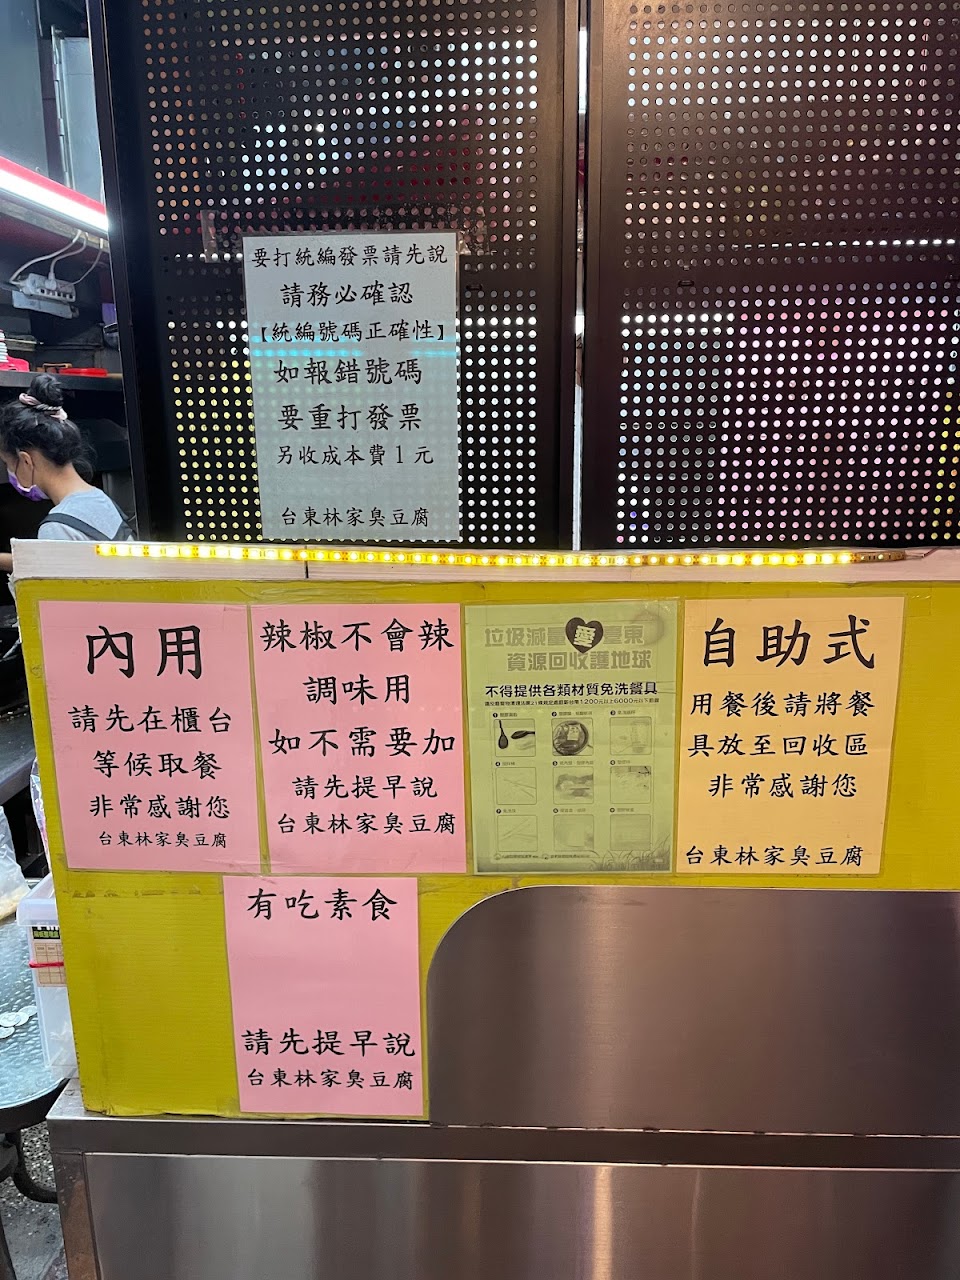 要打統編發票請先說
請務必確認
【統編號碼正確性】
如報錯號碼
要重打發票
另收成本費1元
台東林家臭豆腐
內用
請先在櫃台
等候取餐
非常感謝您
台東林家臭豆腐
辣椒不會辣
調味用
如不需要加
請先提早說
台東林家臭豆腐
垃圾減量愛臺東
資源回收護地球
不得提供各類材質免洗餐具
自助式
用餐後請將餐
具放至回收區
非常感謝您
台東林家臭豆腐
有吃素食
請先提早說
台東林家臭豆腐